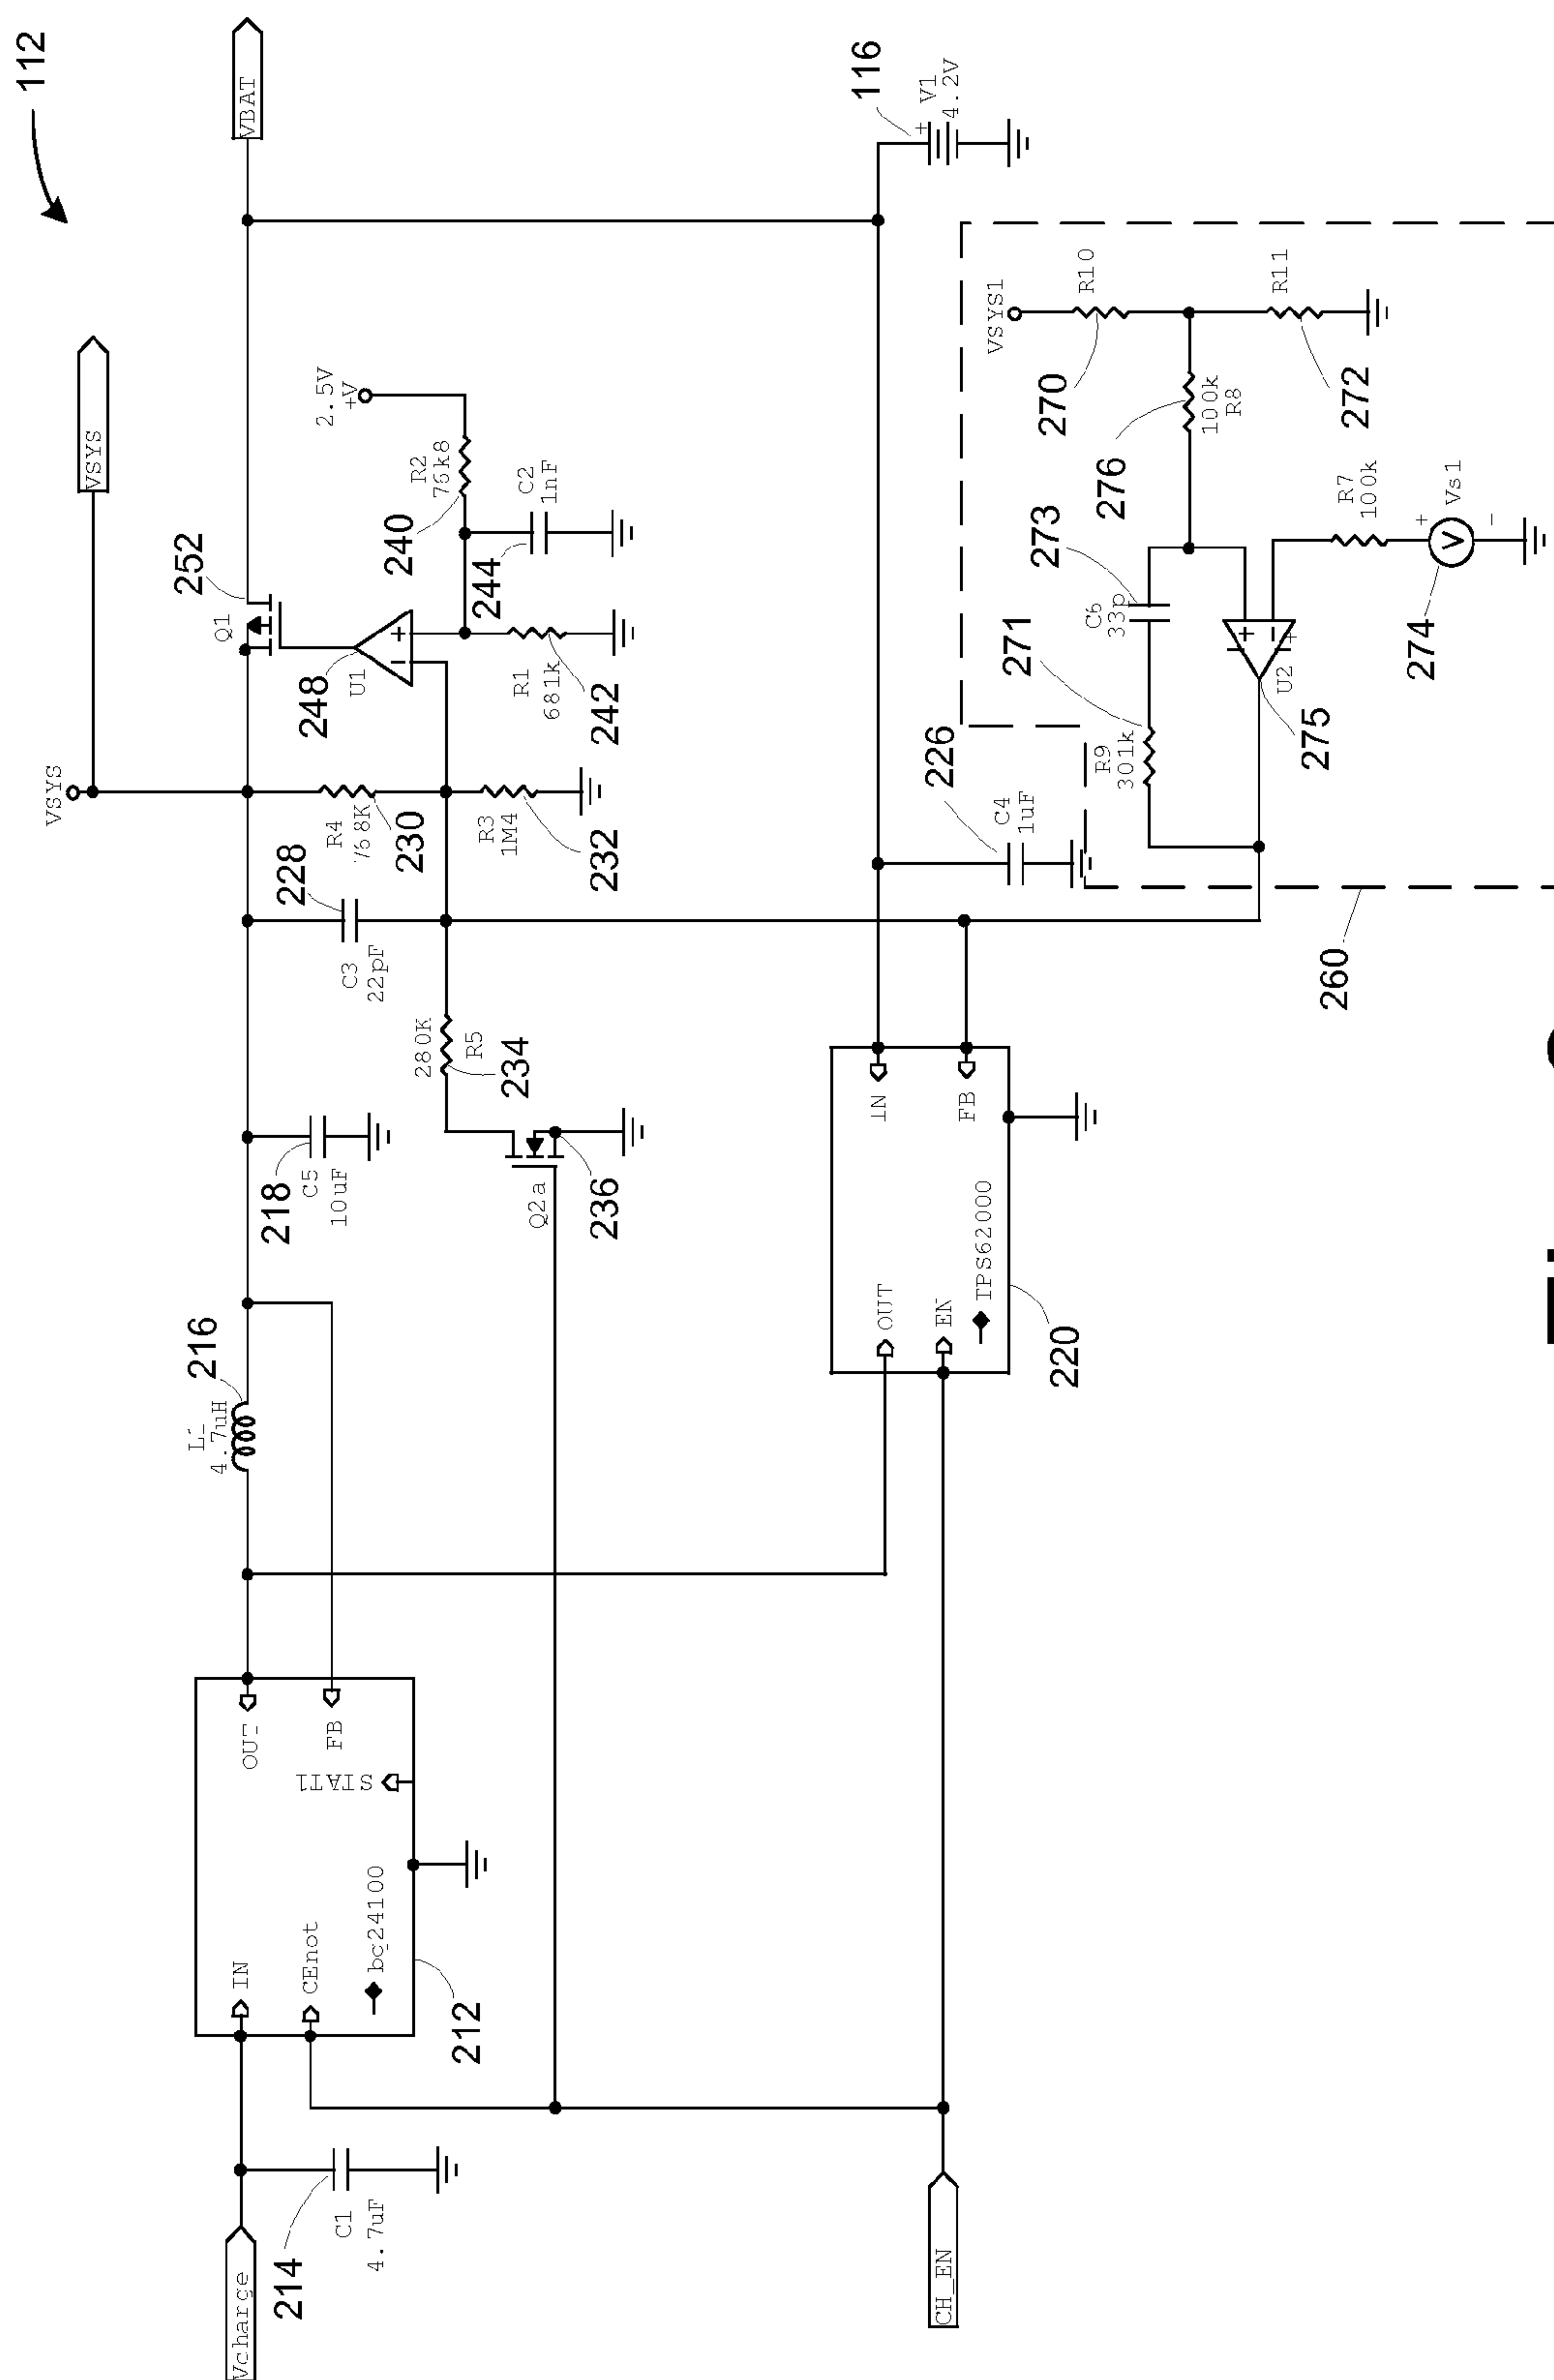 112
VBAT
VSYS
VSYS
2.5V
+V
R2
76k8
240
C2
1nF
244
252
Q1
248
U1
R1
681k
242
R4
768K
230
R3
1M4
232
228
C3
22pF
280K
R5
234
218
C5
10uF
Q2a
236
216
4.7uH
116
+
V1
4.2V
VSYS1
R10
R11
270
272
276
100k
R8
273
C6
33p
271
R9
301k
R7
100k
+
Vs1
V
−
274
U2
275
226
C4
1uF
260
IN
FB
OUT
EN
TPS62000
220
OUT
FB
STAT1
IN
CEnot
bq24100
212
214
C1
4.7uF
Vcharge
CH_EN